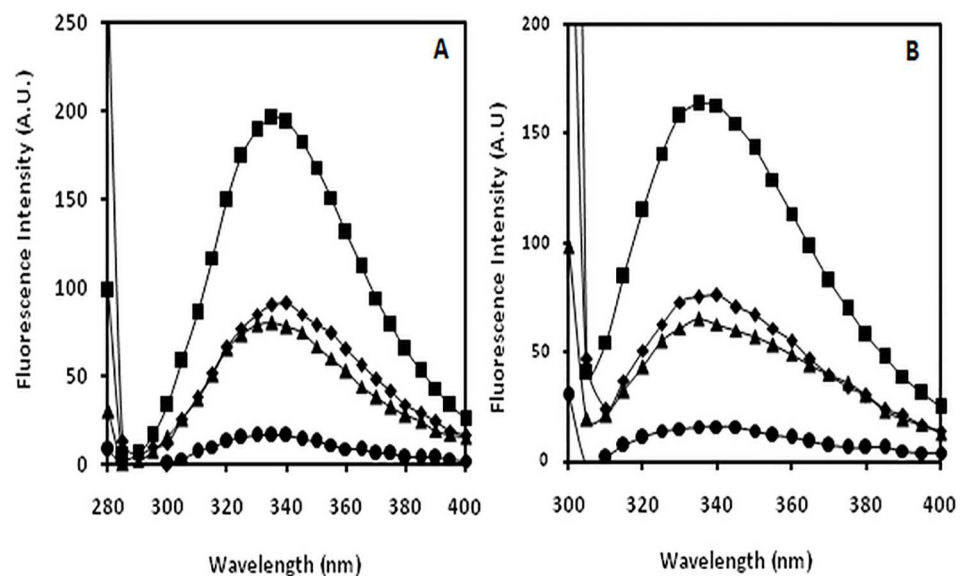 A
Fluorescence Intensity (A.U.)
250
200
150
100
50
0
280 300 320 340 360 380 400
Wavelength (nm)
B
Fluorescence Intensity (A.U)
200
150
100
50
0
300 320 340 360 380 400
Wavelength (nm)